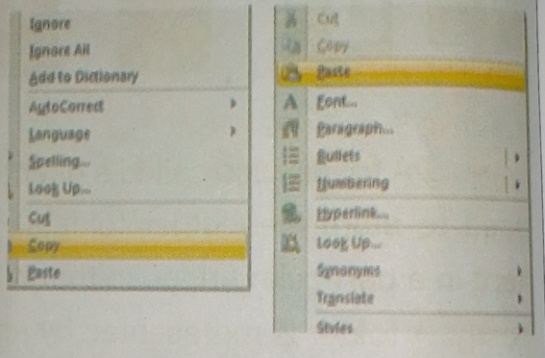 Ignore
Ignore All
Add to Dictionary
AutoCorrect
Language
Spelling...
Look Up...
Cut
Copy
Paste
Cut
Copy
Paste
Font...
Paragraph...
Bullets
Numbering
Hyperlink...
Look Up...
Synonyms
Translate
Styles